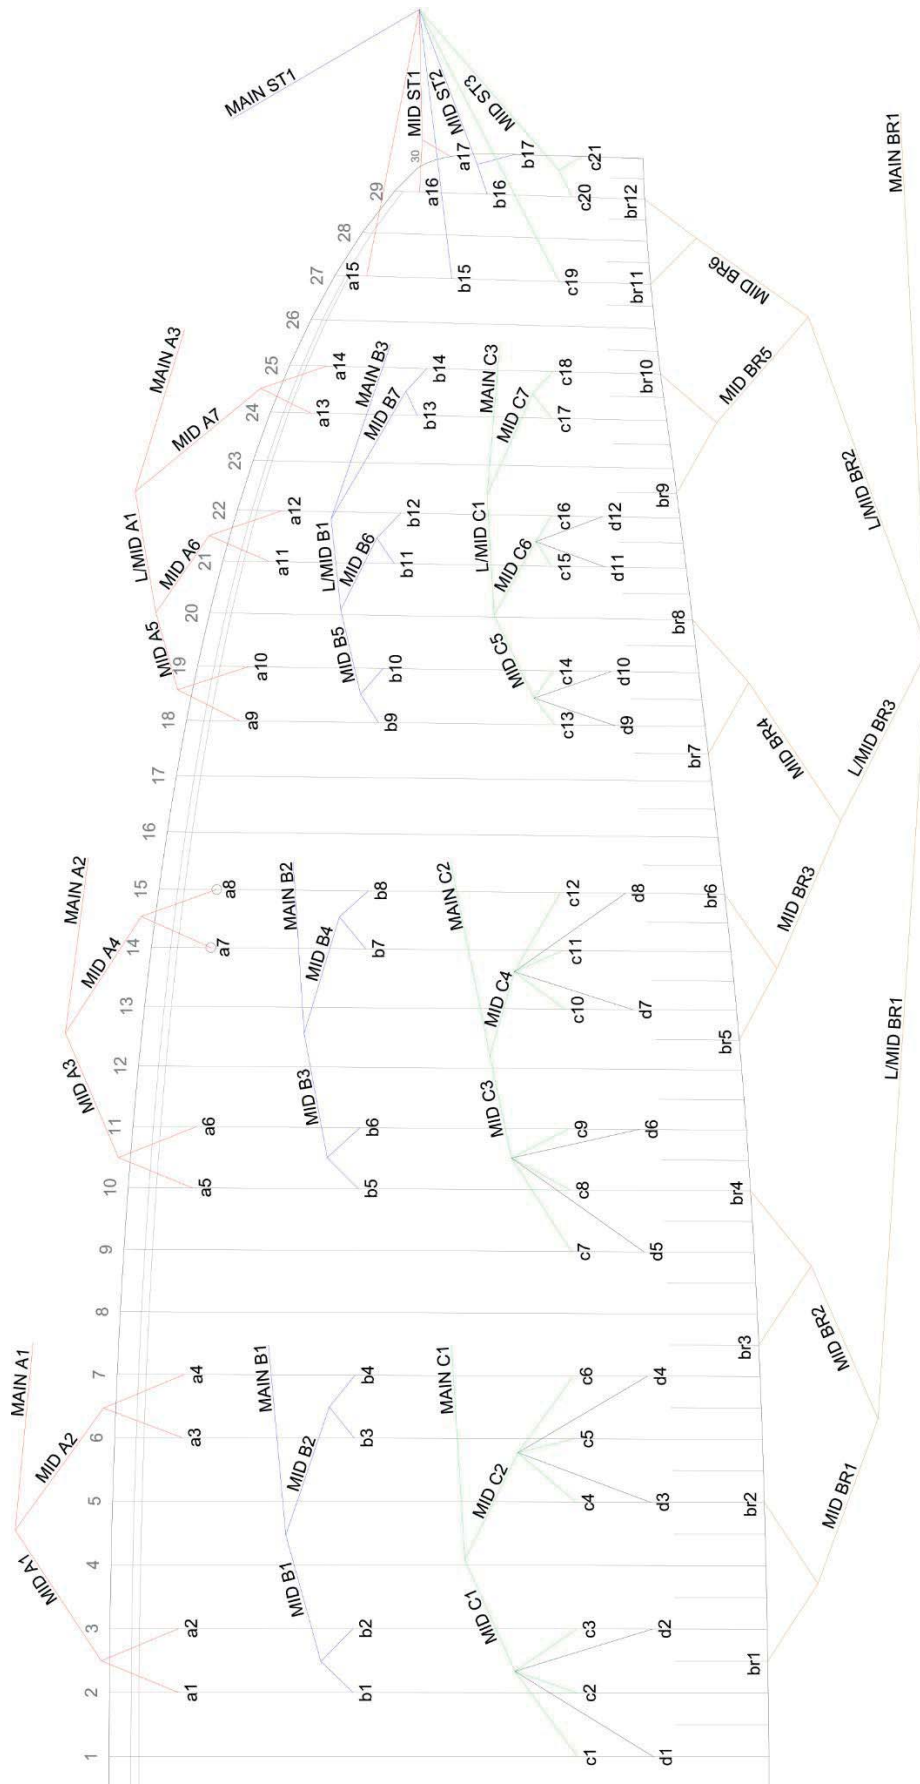 MAIN A1
MAIN A2
MAIN A3
MAIN ST1
MID A1
MID A2
MID A3
MID A4
MID A5
L/MID A1
MID A6
MID A7
MID ST1
MID ST2
MID ST3
1
2
3
4
5
6
7
8
9
10
11
12
13
14
15
16
17
18
19
20
21
22
23
24
25
26
27
28
29
30
a1
a2
a3
a4
a5
a6
a7
a8
a9
a10
a11
a12
a13
a14
a15
a16
a17
MAIN B1
MAIN B2
MAIN B3
MID B1
MID B2
MID B3
MID B4
MID B5
L/MID B1
MID B6
MID B7
b1
b2
b3
b4
b5
b6
b7
b8
b9
b10
b11
b12
b13
b14
b15
b16
b17
MAIN C1
MAIN C2
MAIN C3
MID C1
MID C2
MID C3
MID C4
MID C5
L/MID C1
MID C6
MID C7
c1
c2
c3
c4
c5
c6
c7
c8
c9
c10
c11
c12
c13
c14
c15
c16
c17
c18
c19
c20
c21
d1
d2
d3
d4
d5
d6
d7
d8
d9
d10
d11
d12
br1
br2
br3
br4
br5
br6
br7
br8
br9
br10
br11
br12
MID BR1
MID BR2
MID BR3
MID BR4
MID BR5
MID BR6
L/MID BR1
L/MID BR3
L/MID BR2
MAIN BR1